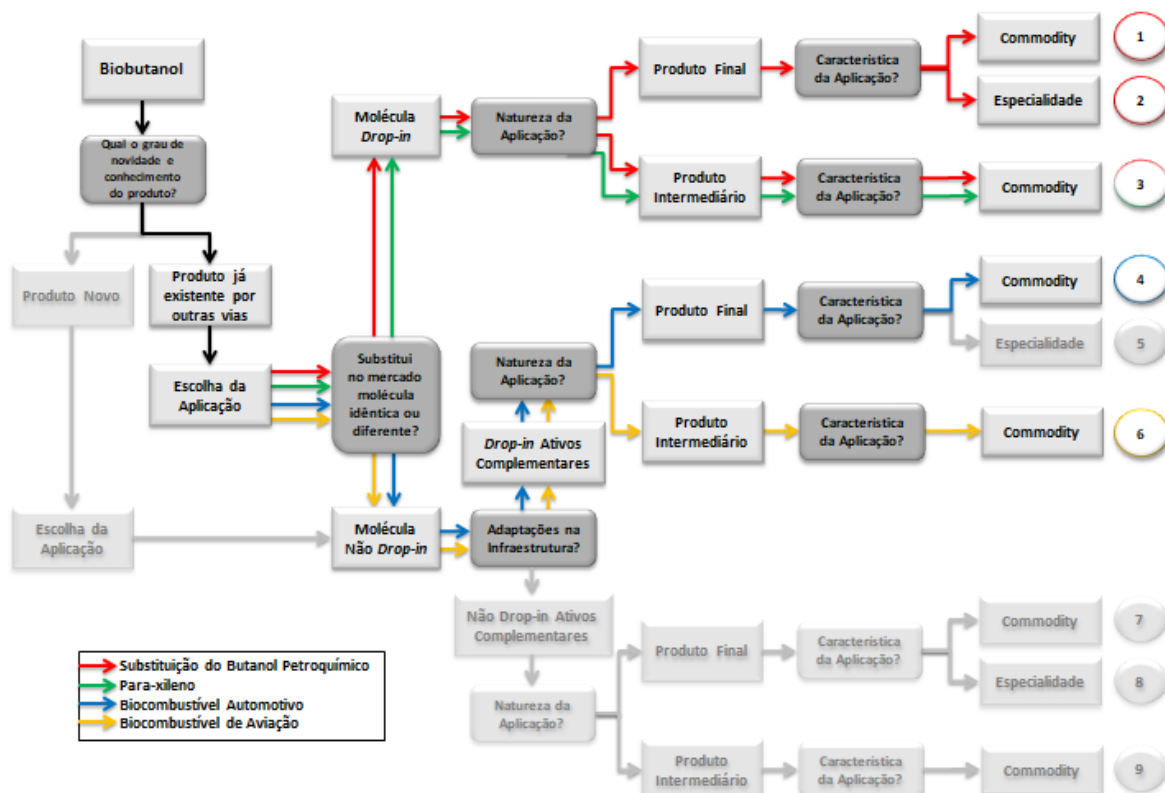 Biobutanol
Qual o grau de
novidade e
conhecimento
do produto?
Produto Novo
Produto já
existente por
outras vias
Escolha da
Aplicação
Escolha da
Aplicação
Substitui
no mercado
molécula
idêntica ou
diferente?
Molécula
Drop-in
Natureza da
Aplicação?
Produto Final
Característica
da Aplicação?
Commodity
1
Especialidade
2
Produto
Intermediário
Característica
da Aplicação?
Commodity
3
Molécula
Não Drop-in
Adaptações na
Infraestrutura?
Drop-in Ativos
Complementares
Natureza da
Aplicação?
Produto Final
Característica
da Aplicação?
Commodity
4
Especialidade
5
Produto
Intermediário
Característica
da Aplicação?
Commodity
6
Não Drop-in Ativos
Complementares
Natureza da
Aplicação?
Produto Final
Característica
da Aplicação?
Commodity
7
Especialidade
8
Produto
Intermediário
Característica
da Aplicação?
Commodity
9
Substituição do Butanol Petroquímico
Para-xileno
Biocombustível Automotivo
Biocombustível de Aviação